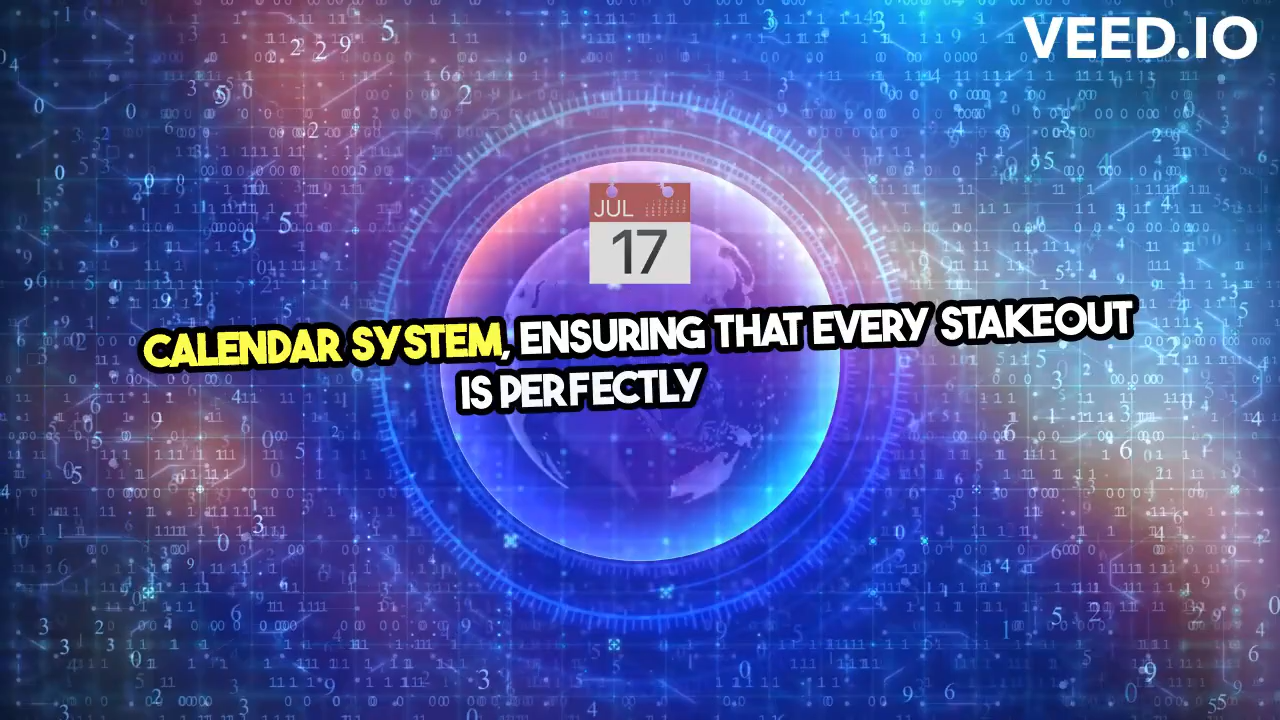 VEED.IO
JUL
17
CALENDAR SYSTEM, ENSURING THAT EVERY STAKEOUT
IS PERFECTLY